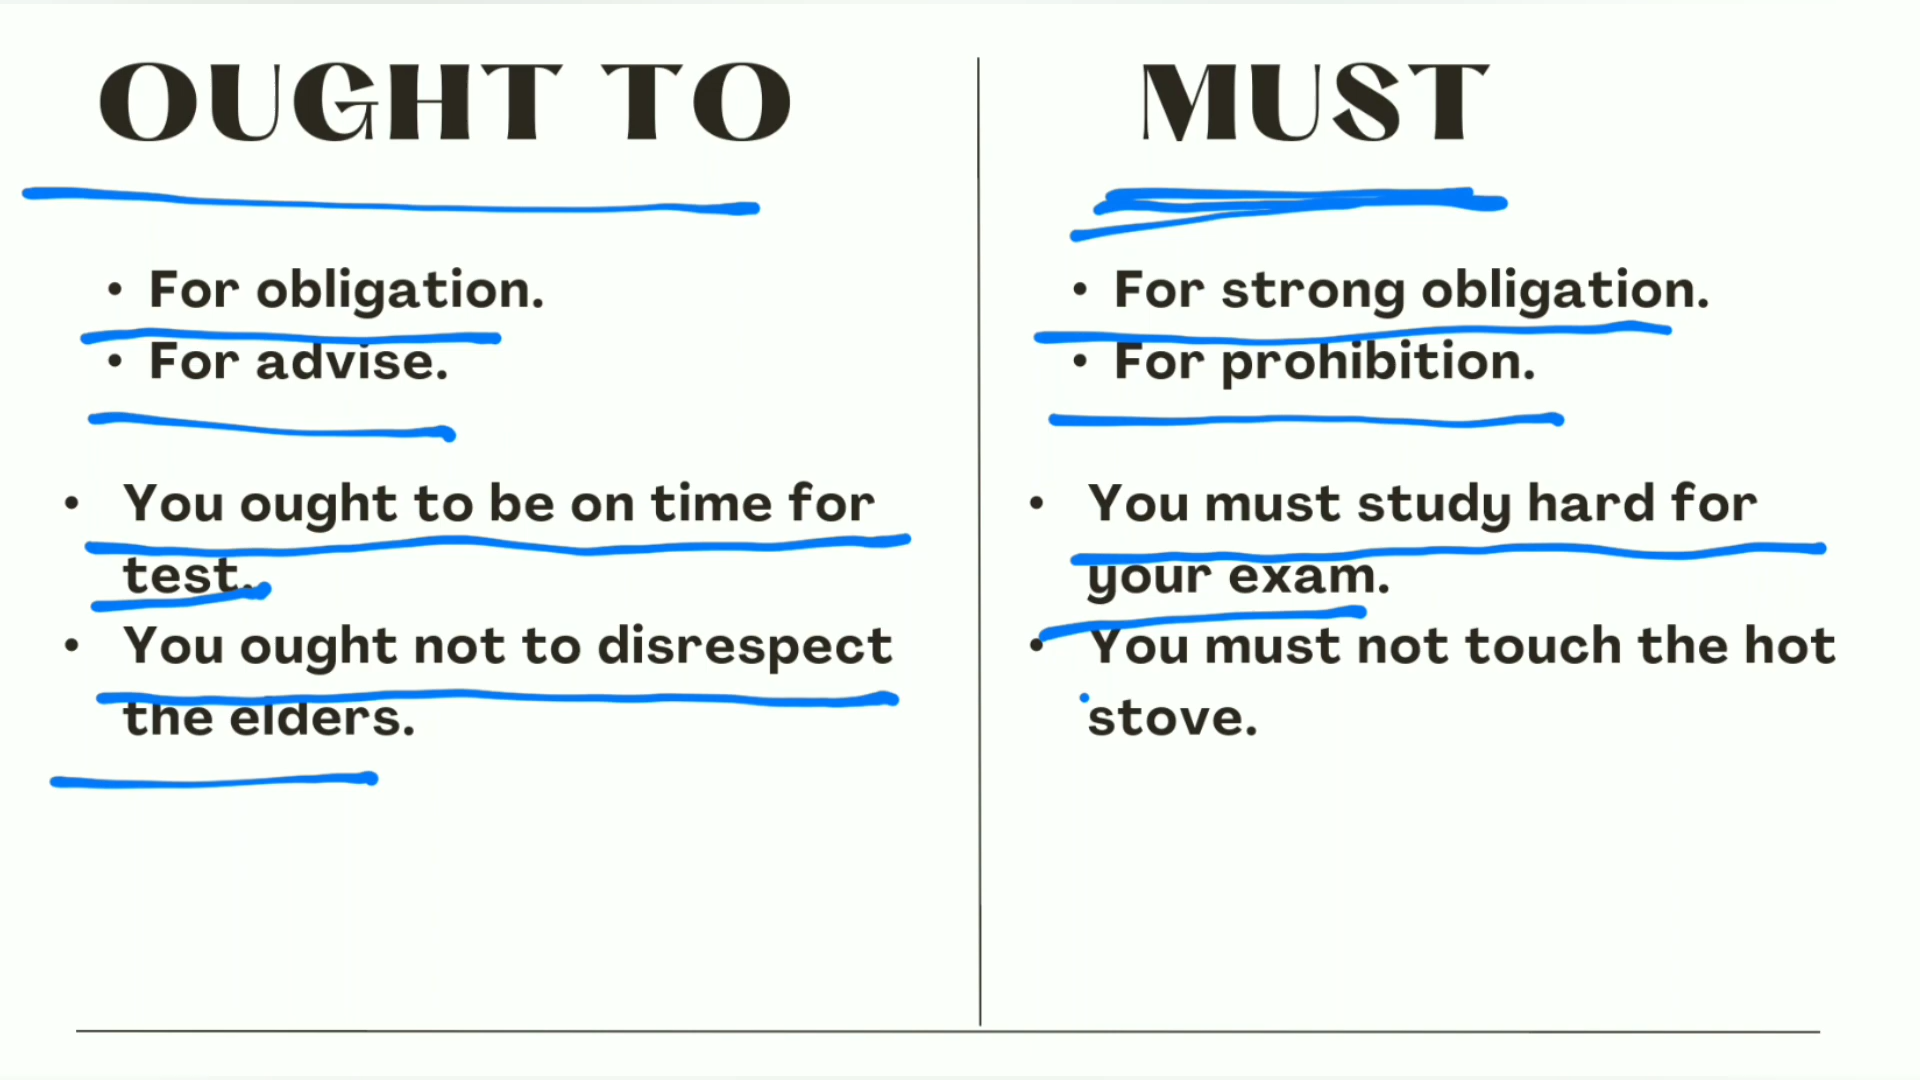 OUGHT TO
• For obligation.
• For advise.
• You ought to be on time for
test.
• You ought not to disrespect
the elders.
MUST
• For strong obligation.
• For prohibition.
• You must study hard for
your exam.
• You must not touch the hot
stove.